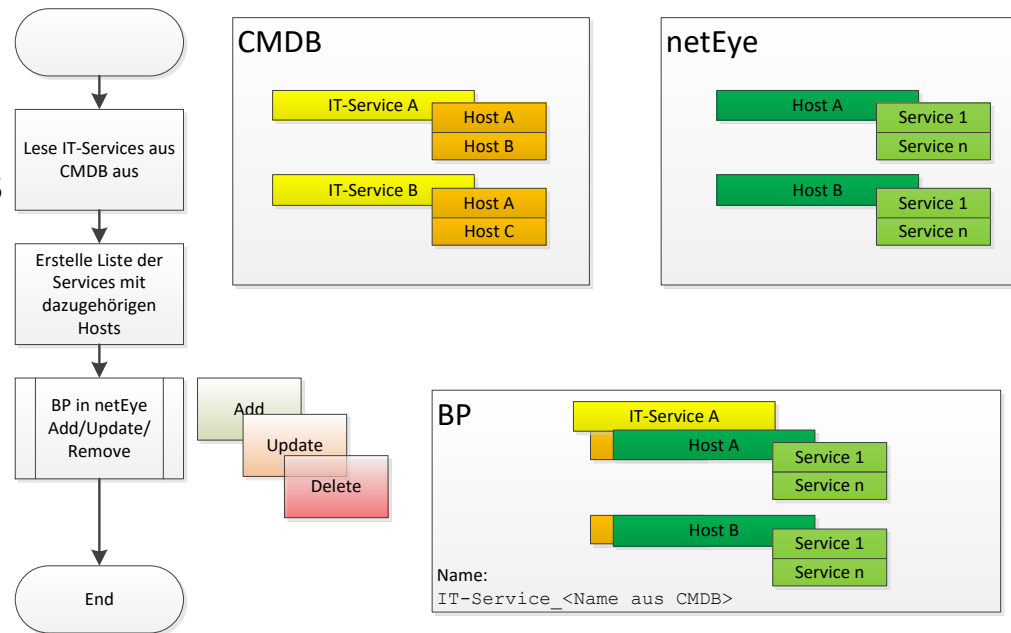 Lese IT-Services aus
CMDB aus
Erstelle Liste der
Services mit
dazugehörigen
Hosts
BP in netEye
Add/Update/
Remove
End
Add
Update
Delete
CMDB
IT-Service A
Host A
Host B
IT-Service B
Host A
Host C
netEye
Host A
Service 1
Service n
Host B
Service 1
Service n
BP
IT-Service A
Host A
Service 1
Service n
Host B
Service 1
Service n
Name:
IT-Service_<Name aus CMDB>